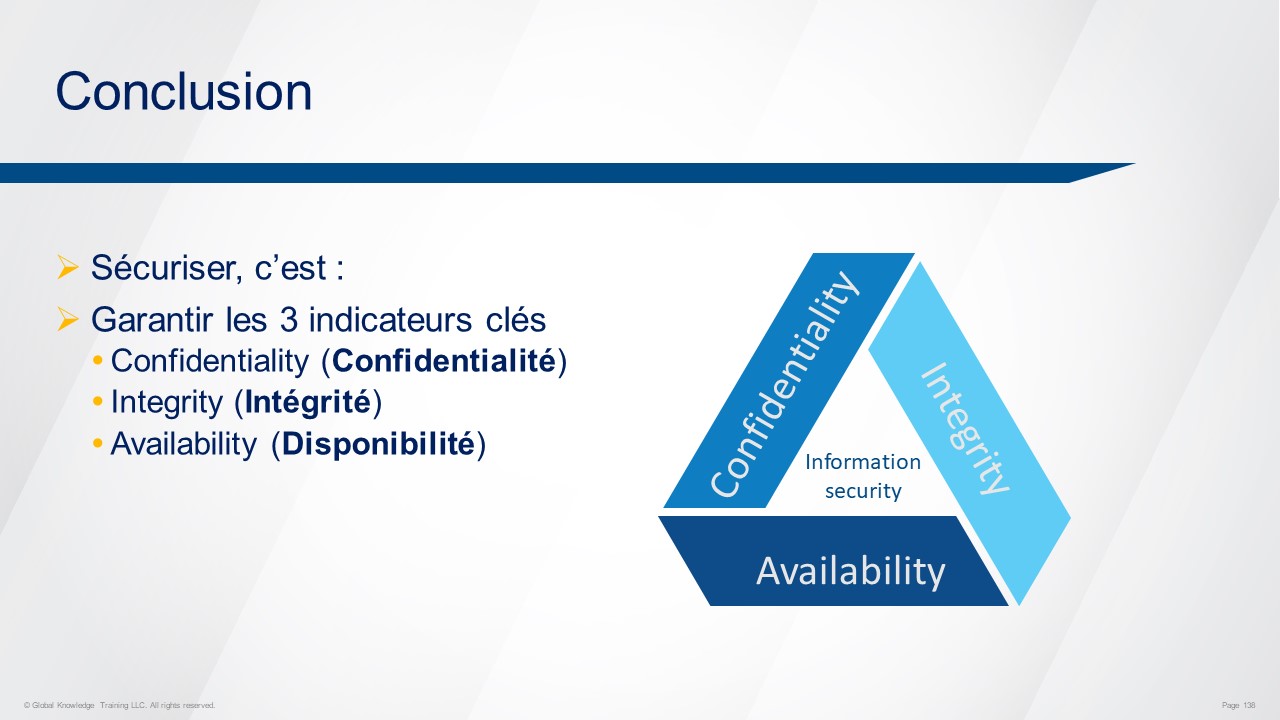 Conclusion
Sécuriser, c’est :
Garantir les 3 indicateurs clés
Confidentiality (Confidentialité)
Integrity (Intégrité)
Availability (Disponibilité)
Confidentiality
Integrity
Information
security
Availability
© Global Knowledge Training LLC. All rights reserved.
Page 138